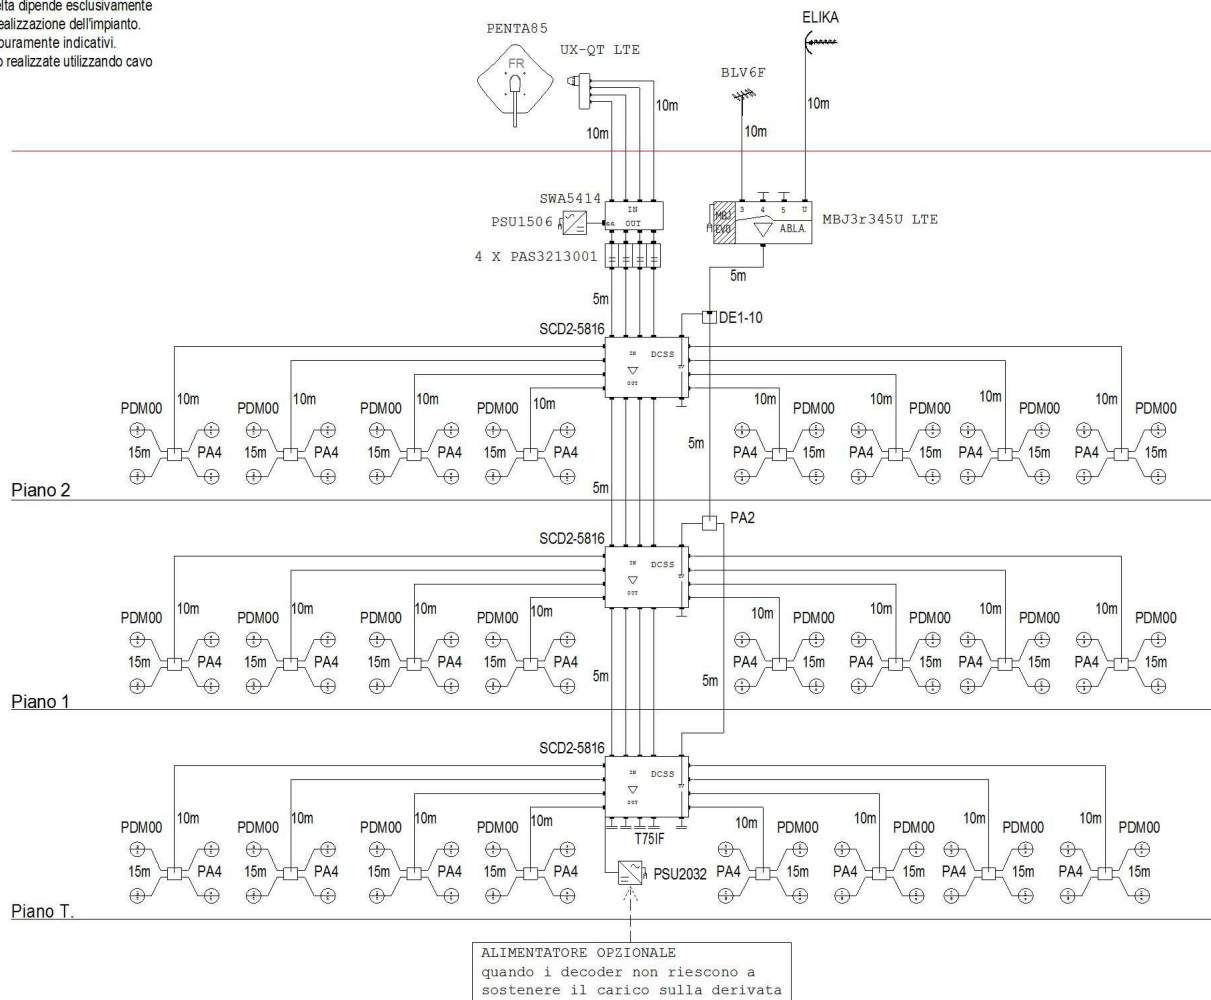 elta dipende esclusivamente
ealizzazione dell'impianto.
puramente indicativi.
o realizzate utilizzando cavo
PENTA85
UX-QT LTE
ELIKA
FR
BLV6F
10m
10m
10m
10m
SWA5414
IN
OUT
PSU1506
MBJ
EVO
3 4 5 U
ABLA.
MBJ3r345U LTE
4 X PAS3213001
5m
5m
DE1-10
SCD2-5816
IN
DCSS
OUT
10m 10m 10m 10m 10m 10m 10m 10m
PDM00 PDM00 PDM00 PDM00 PDM00 PDM00 PDM00 PDM00
15m PA4 15m PA4 15m PA4 15m PA4 PA4 15m PA4 15m PA4 15m PA4 15m
5m
5m
Piano 2
PA2
SCD2-5816
IN
DCSS
OUT
10m 10m 10m 10m 10m 10m 10m 10m
PDM00 PDM00 PDM00 PDM00 PDM00 PDM00 PDM00 PDM00
15m PA4 15m PA4 15m PA4 15m PA4 PA4 15m PA4 15m PA4 15m PA4 15m
5m
5m
Piano 1
SCD2-5816
IN
DCSS
OUT
10m 10m 10m 10m 10m 10m 10m 10m
PDM00 PDM00 PDM00 PDM00 PDM00 PDM00 PDM00 PDM00
T75IF
15m PA4 15m PA4 15m PA4 15m PA4 PSU2032 PA4 15m PA4 15m PA4 15m PA4 15m
Piano T.
ALIMENTATORE OPZIONALE
quando i decoder non riescono a
sostenere il carico sulla derivata